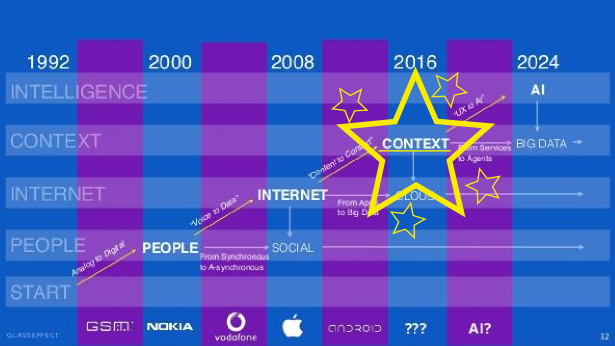 1992 2000 2008 2016 2024
INTELLIGENCE AI
"UX to AI"
CONTEXT CONTEXT BIG DATA
"Content to Context" From Services
to Agents
INTERNET INTERNET CLOUD
"Voice to Data" From App
to Big Data
PEOPLE PEOPLE SOCIAL
Analog to Digital From Synchronous
to A-synchronous
START
GSM NOKIA vodafone ANDROID ??? AI?
GLASSEFFECT 32